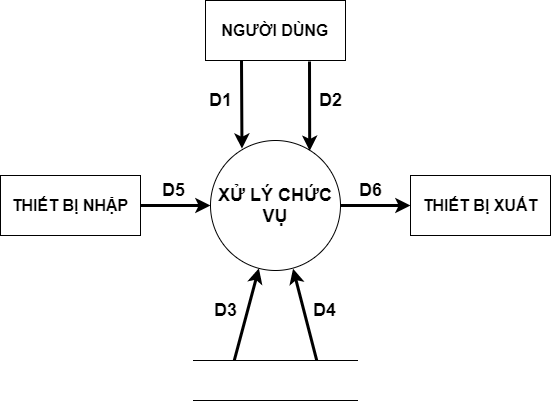 NGƯỜI DÙNG
D1
D2
THIẾT BỊ NHẬP
D5
XỬ LÝ CHỨC
VỤ
D6
THIẾT BỊ XUẤT
D3
D4